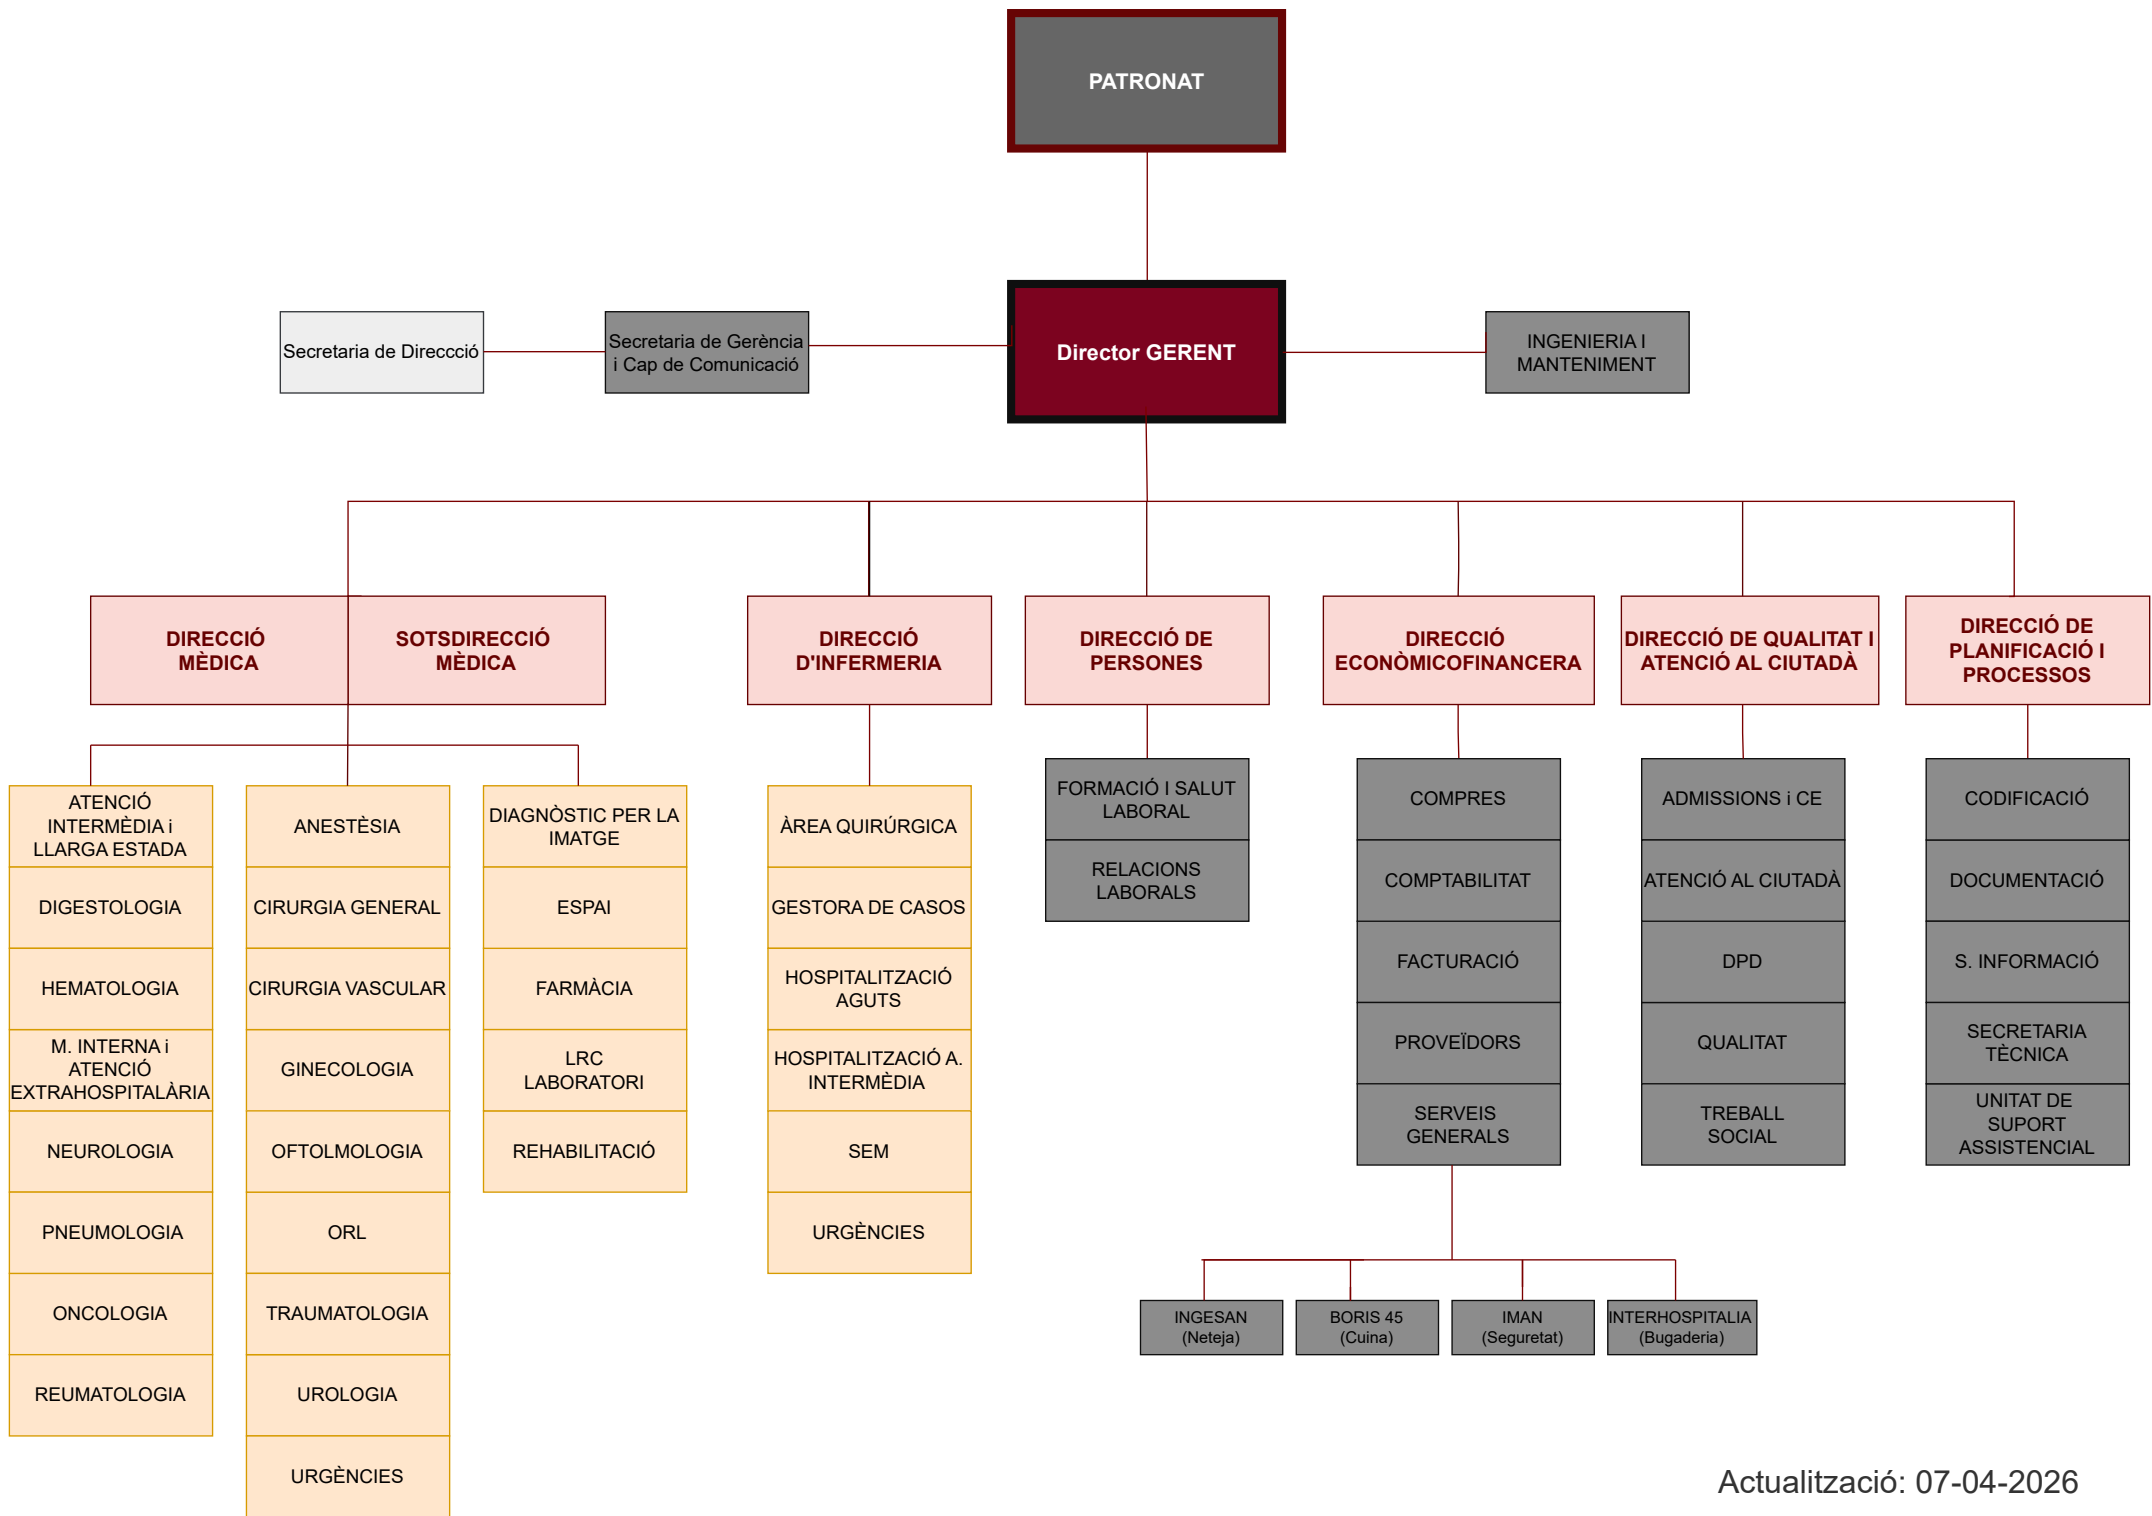 PATRONAT
Secretaria de Direccció
Secretaria de Gerència
i Cap de Comunicació
Director GERENT
INGENIERIA I
MANTENIMENT
DIRECCIÓ
MÈDICA
SOTSDIRECCIÓ
MÈDICA
DIRECCIÓ
D'INFERMERIA
DIRECCIÓ DE
PERSONES
DIRECCIÓ
ECONÒMICOFINANCERA
DIRECCIÓ DE QUALITAT I
ATENCIÓ AL CIUTADÀ
DIRECCIÓ DE
PLANIFICACIÓ I
PROCESSOS
ATENCIÓ
INTERMÈDIA i
LLARGA ESTADA
DIGESTOLOGIA
HEMATOLOGIA
M. INTERNA i
ATENCIÓ
EXTRAHOSPITALÀRIA
NEUROLOGIA
PNEUMOLOGIA
ONCOLOGIA
REUMATOLOGIA
ANESTÈSIA
CIRURGIA GENERAL
CIRURGIA VASCULAR
GINECOLOGIA
OFTOLMOLOGIA
ORL
TRAUMATOLOGIA
UROLOGIA
URGÈNCIES
DIAGNÒSTIC PER LA
IMATGE
ESPAI
FARMÀCIA
LRC
LABORATORI
REHABILITACIÓ
ÀREA QUIRÚRGICA
GESTORA DE CASOS
HOSPITALITZACIÓ
AGUTS
HOSPITALITZACIÓ A.
INTERMÈDIA
SEM
URGÈNCIES
FORMACIÓ I SALUT
LABORAL
RELACIONS
LABORALS
COMPRES
COMPTABILITAT
FACTURACIÓ
PROVEÏDORS
SERVEIS
GENERALS
ADMISSIONS i CE
ATENCIÓ AL CIUTADÀ
DPD
QUALITAT
TREBALL
SOCIAL
CODIFICACIÓ
DOCUMENTACIÓ
S. INFORMACIÓ
SECRETARIA
TÈCNICA
UNITAT DE
SUPORT
ASSISTENCIAL
INGESAN
(Neteja)
BORIS 45
(Cuina)
IMAN
(Seguretat)
INTERHOSPITALIA
(Bugaderia)
Actualització: 07-04-2026